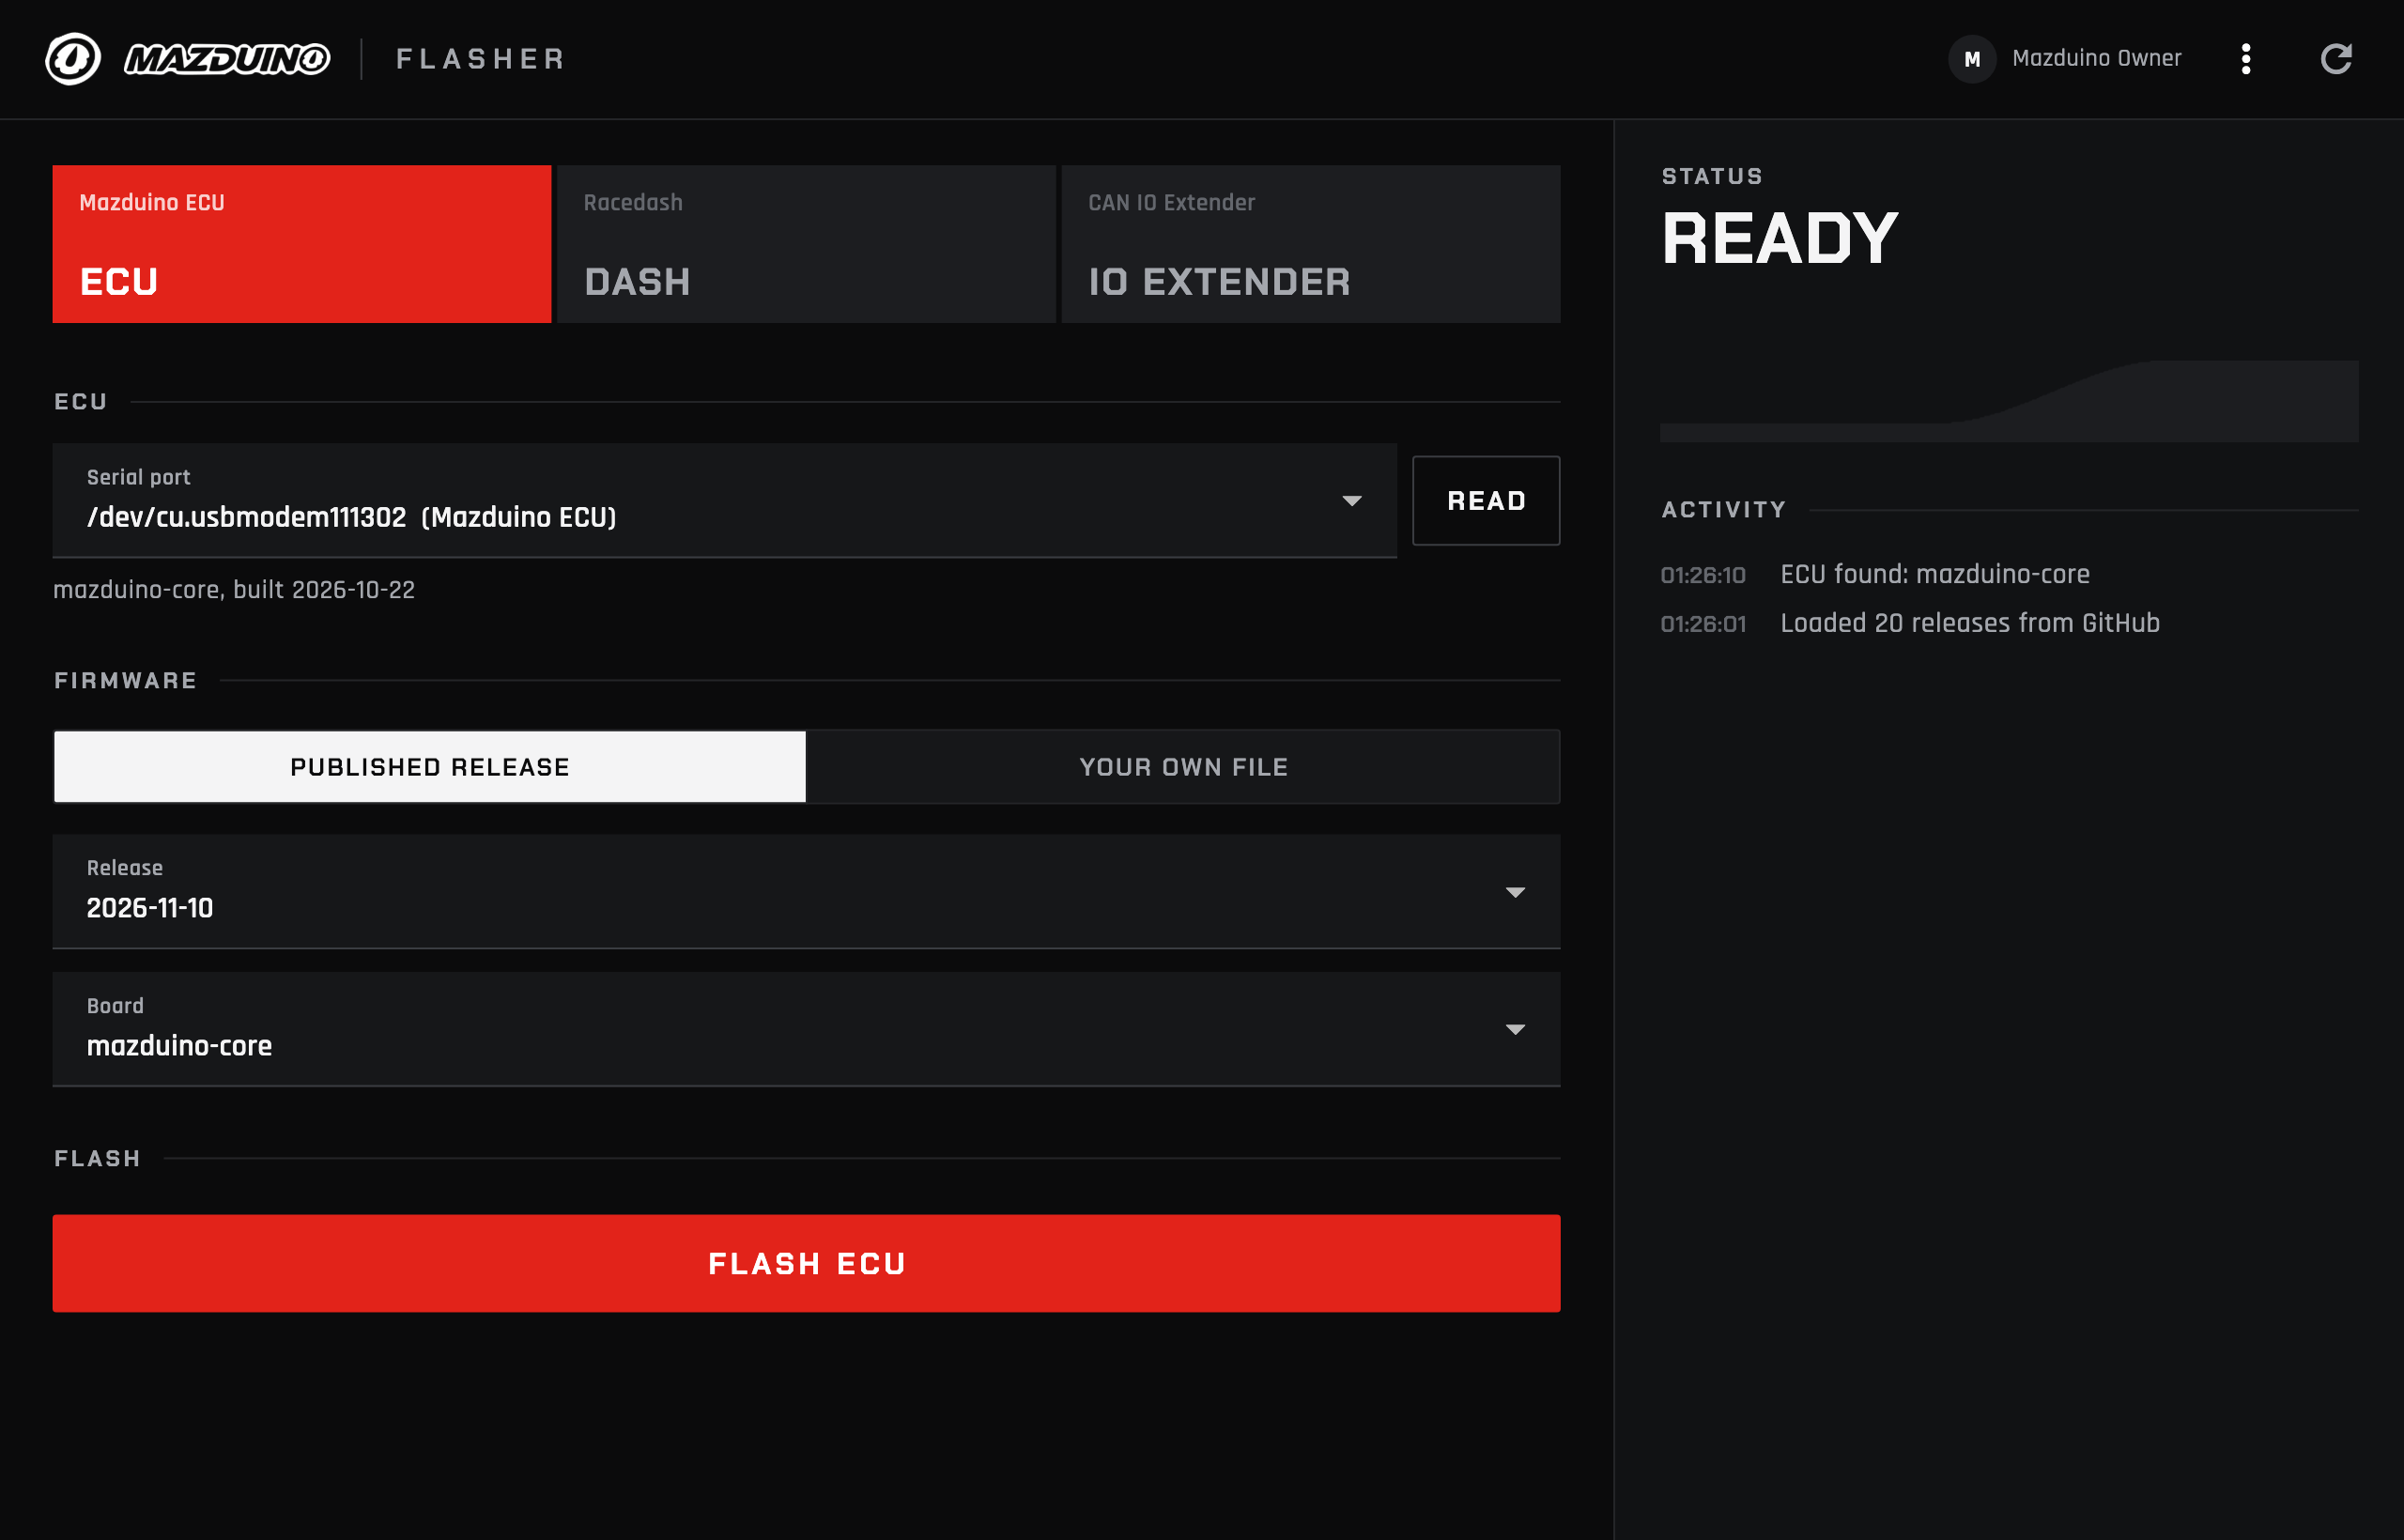 MAZDUINO
FLASHER
M
Mazduino Owner
Mazduino ECU
ECU
Racedash
DASH
CAN IO Extender
IO EXTENDER
ECU
Serial port
/dev/cu.usbmodem111302 (Mazduino ECU)
READ
mazduino-core, built 2026-10-22
FIRMWARE
PUBLISHED RELEASE
YOUR OWN FILE
Release
2026-11-10
Board
mazduino-core
FLASH
FLASH ECU
STATUS
READY
ACTIVITY
01:26:10 ECU found: mazduino-core
01:26:01 Loaded 20 releases from GitHub